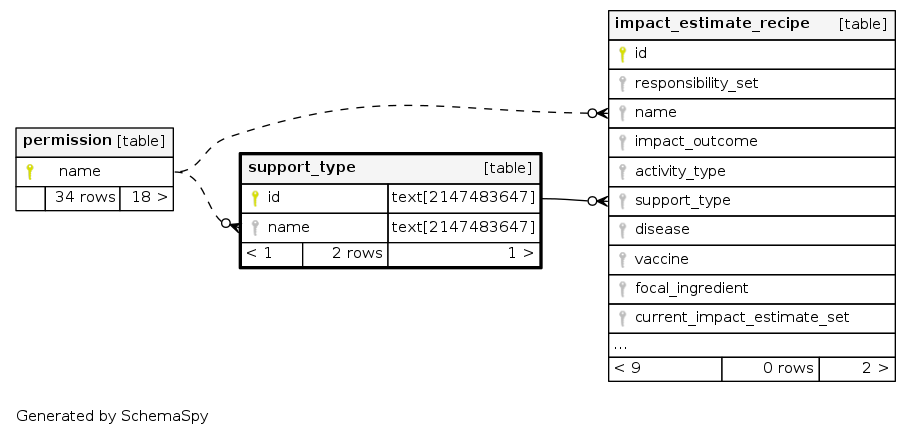 impact_estimate_recipe [table]
id
responsibility_set
name
impact_outcome
activity_type
support_type
disease
vaccine
focal_ingredient
current_impact_estimate_set
...
< 9 0 rows 2 >
permission [table]
name
34 rows 18 >
support_type [table]
id text[2147483647]
name text[2147483647]
< 1 2 rows 1 >
Generated by SchemaSpy